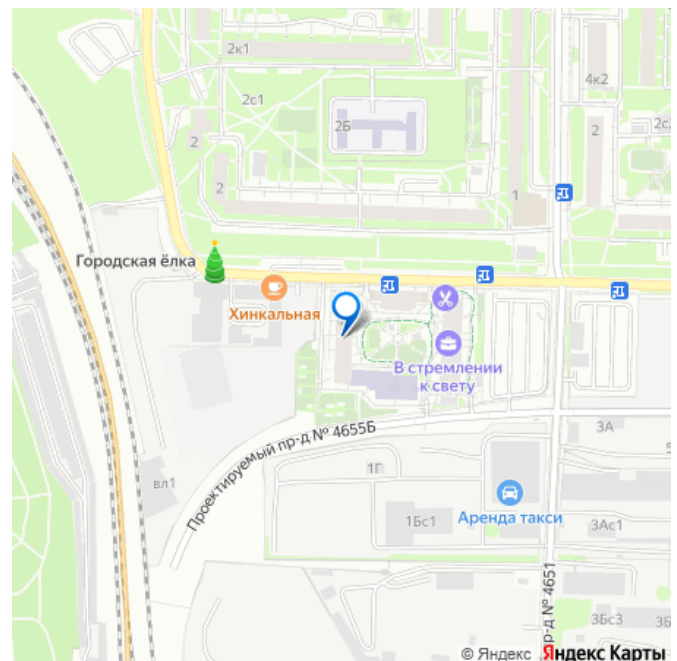 2к1
4к2
2с1
2Б
2
2
2с.
2
1
Городская ёлка
Хинкальная
В стремлении
к свету
Проектируемый пр-д № 4655Б
3А
1Г
вл1
1Бс1
Аренда такси
3Ас1
пр-д № 4651
3Бс3
3Б
© Яндекс Яндекс Карты